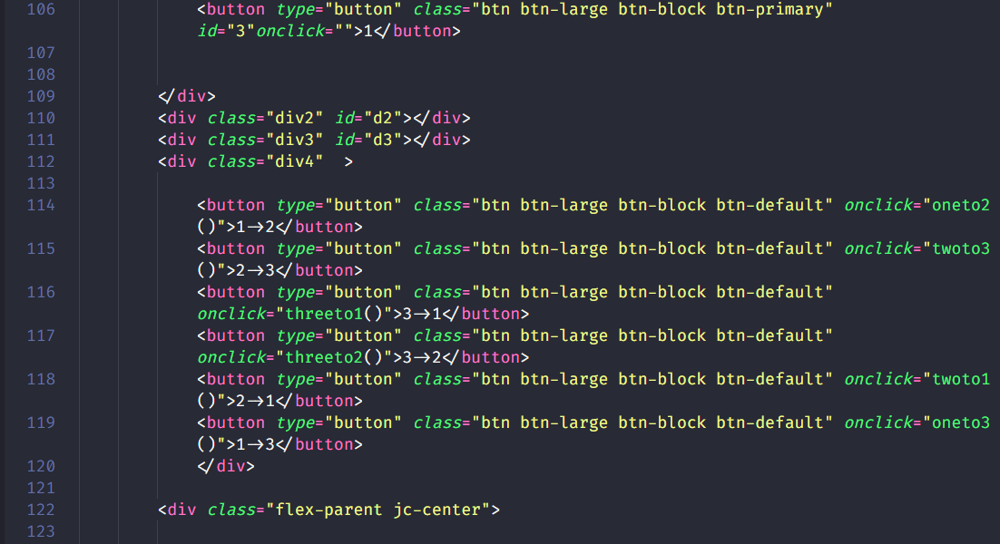 106 <button type="button" class="btn btn-large btn-block btn-primary"
id="3"onclick="">1</button>
107
108
109 </div>
110 <div class="div2" id="d2"></div>
111 <div class="div3" id="d3"></div>
112 <div class="div4"  >
113
114 <button type="button" class="btn btn-large btn-block btn-default" onclick="oneto2
()">1->2</button>
115 <button type="button" class="btn btn-large btn-block btn-default" onclick="twoto3
()">2->3</button>
116 <button type="button" class="btn btn-large btn-block btn-default"
onclick="threeto1()">3->1</button>
117 <button type="button" class="btn btn-large btn-block btn-default"
onclick="threeto2()">3->2</button>
118 <button type="button" class="btn btn-large btn-block btn-default" onclick="twoto1
()">2->1</button>
119 <button type="button" class="btn btn-large btn-block btn-default" onclick="oneto3
()">1->3</button>
120 </div>
121
122 <div class="flex-parent jc-center">
123